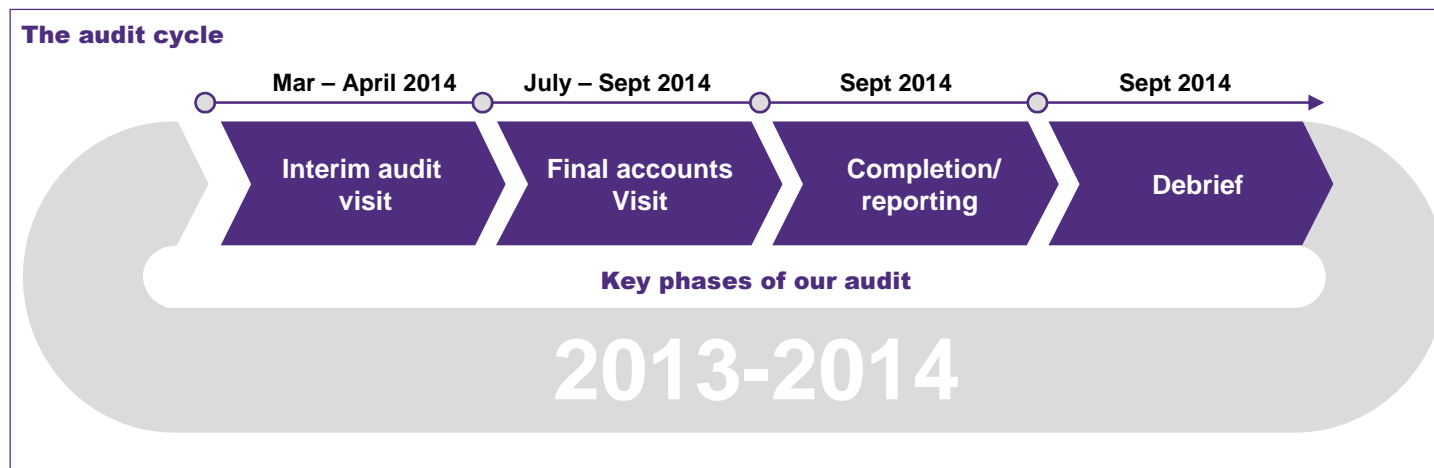 The audit cycle
Mar – April 2014
July – Sept 2014
Sept 2014
Sept 2014
Interim audit
visit
Final accounts
Visit
Completion/
reporting
Debrief
Key phases of our audit
2013-2014